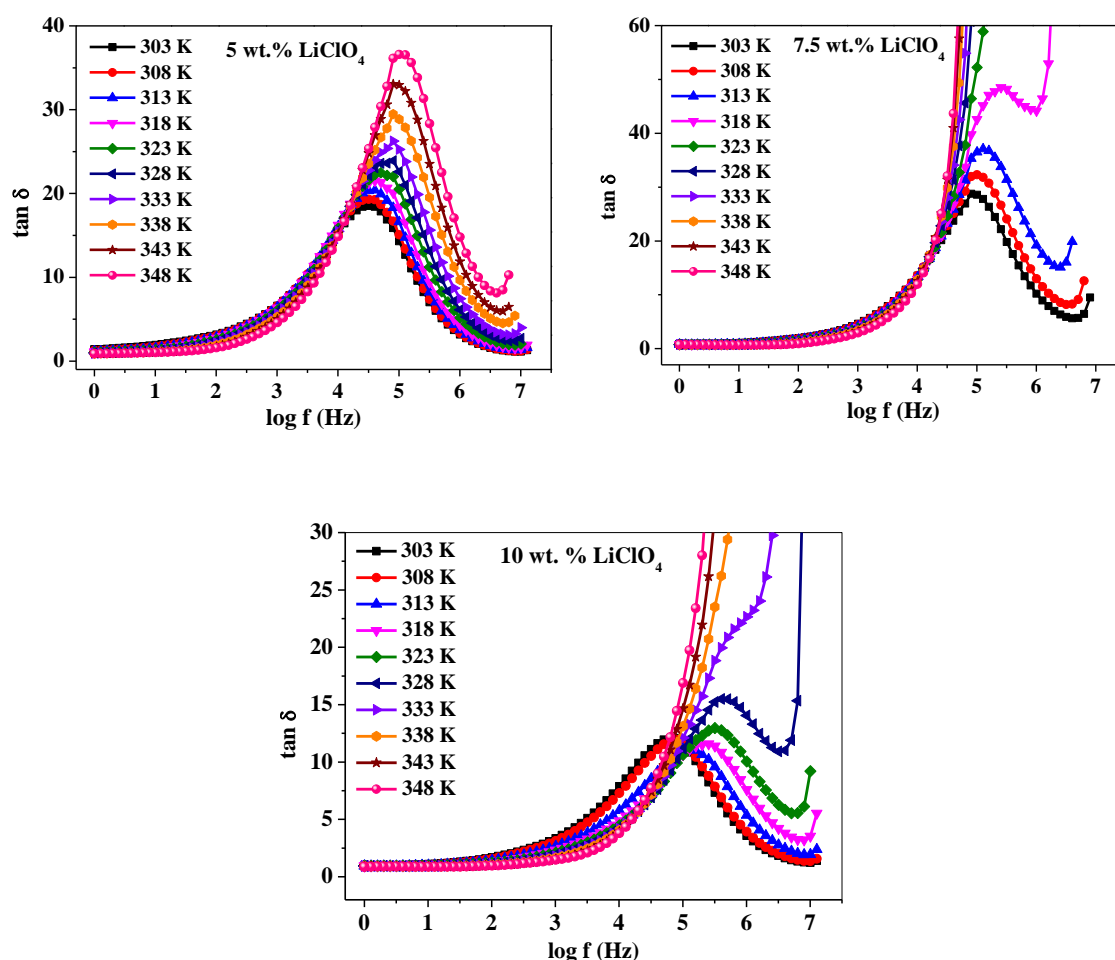 5 wt.% LiClO4
303 K
308 K
313 K
318 K
323 K
328 K
333 K
338 K
343 K
348 K
40
30
20
10
0
tan δ
0 1 2 3 4 5 6 7
log f (Hz)
7.5 wt.% LiClO4
303 K
308 K
313 K
318 K
323 K
328 K
333 K
338 K
343 K
348 K
60
40
20
0
tan δ
0 1 2 3 4 5 6 7
log f (Hz)
10 wt. % LiClO4
303 K
308 K
313 K
318 K
323 K
328 K
333 K
338 K
343 K
348 K
30
25
20
15
10
5
0
tan δ
0 1 2 3 4 5 6 7
log f (Hz)